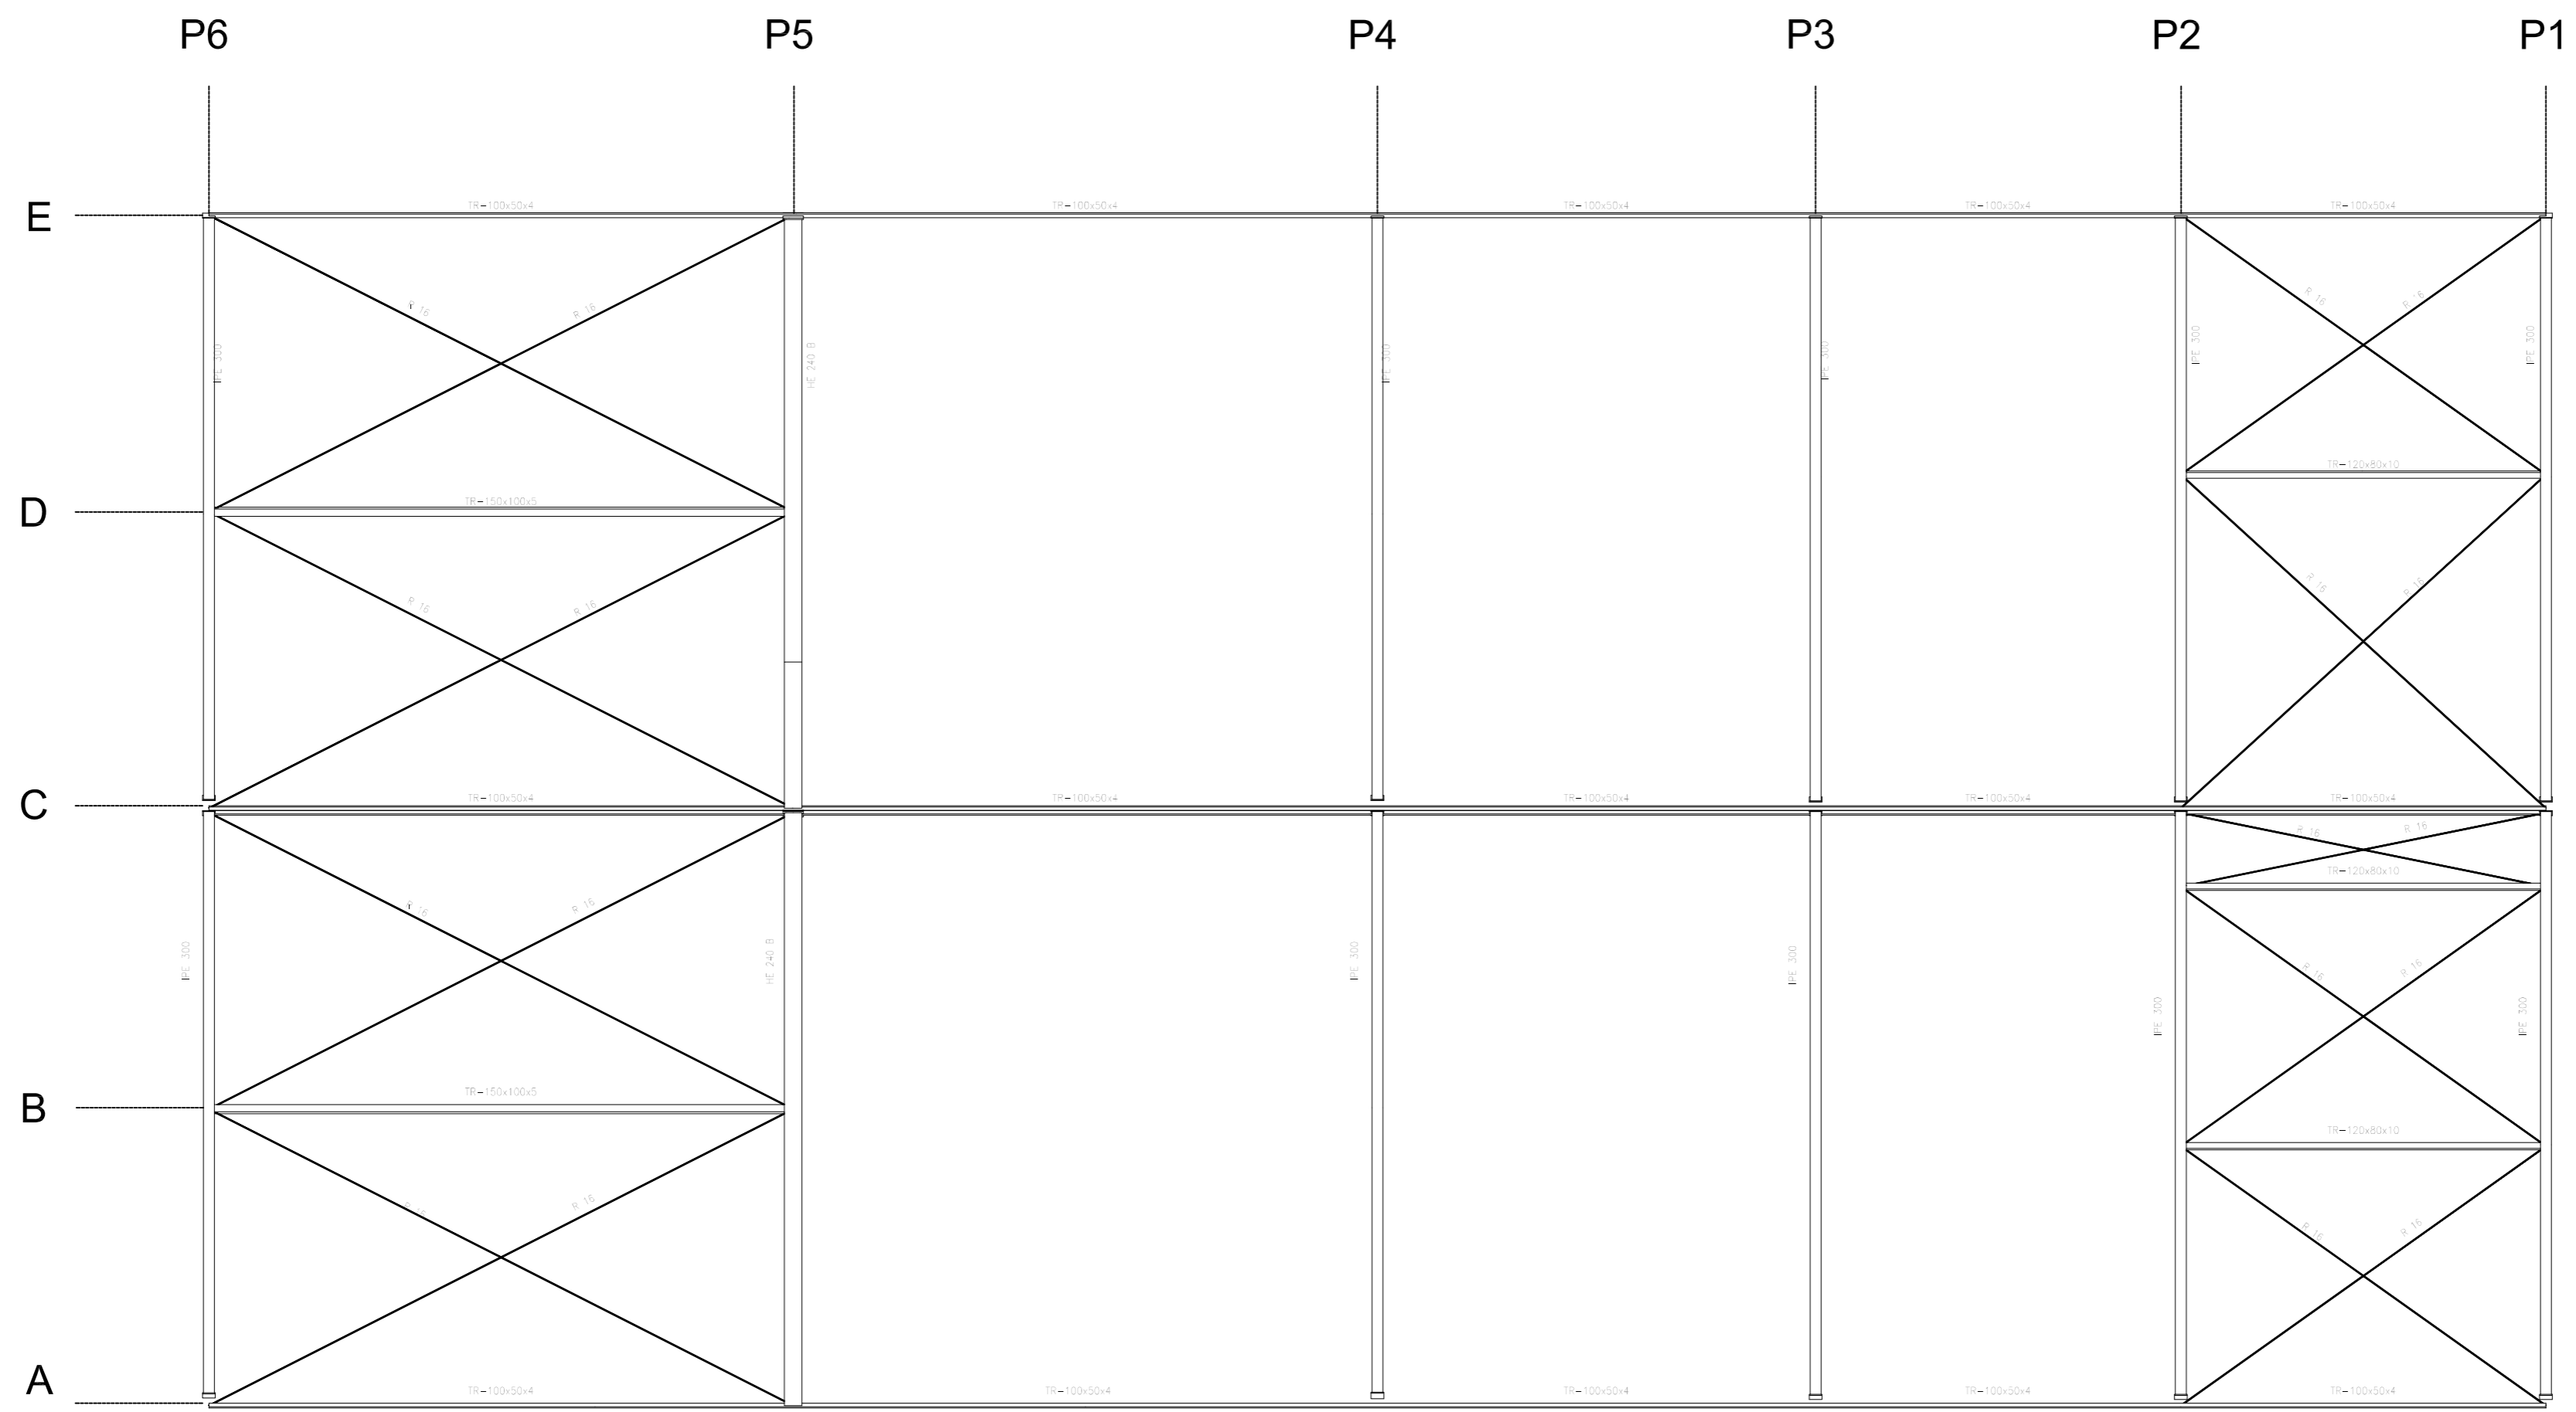 P6 P5 P4 P3 P2 P1
E
TR-100x50x4 TR-100x50x4 TR-100x50x4 TR-100x50x4 TR-100x50x4
R 16 R 16 R 16 R 16
IPE 300 HE 240 B IPE 300 IPE 300 IPE 300 IPE 300
TR-120x80x10
D
TR-150x100x5
R 16 R 16 R 16 R 16
C
TR-100x50x4 TR-100x50x4 TR-100x50x4 TR-100x50x4 TR-100x50x4
R 16 R 16
TR-120x80x10
R 16 R 16 R 16 R 16
IPE 300 HE 240 B IPE 300 IPE 300 IPE 300 IPE 300
B
TR-150x100x5
TR-120x80x10
R 16 R 16 R 16 R 16
A
TR-100x50x4 TR-100x50x4 TR-100x50x4 TR-100x50x4 TR-100x50x4